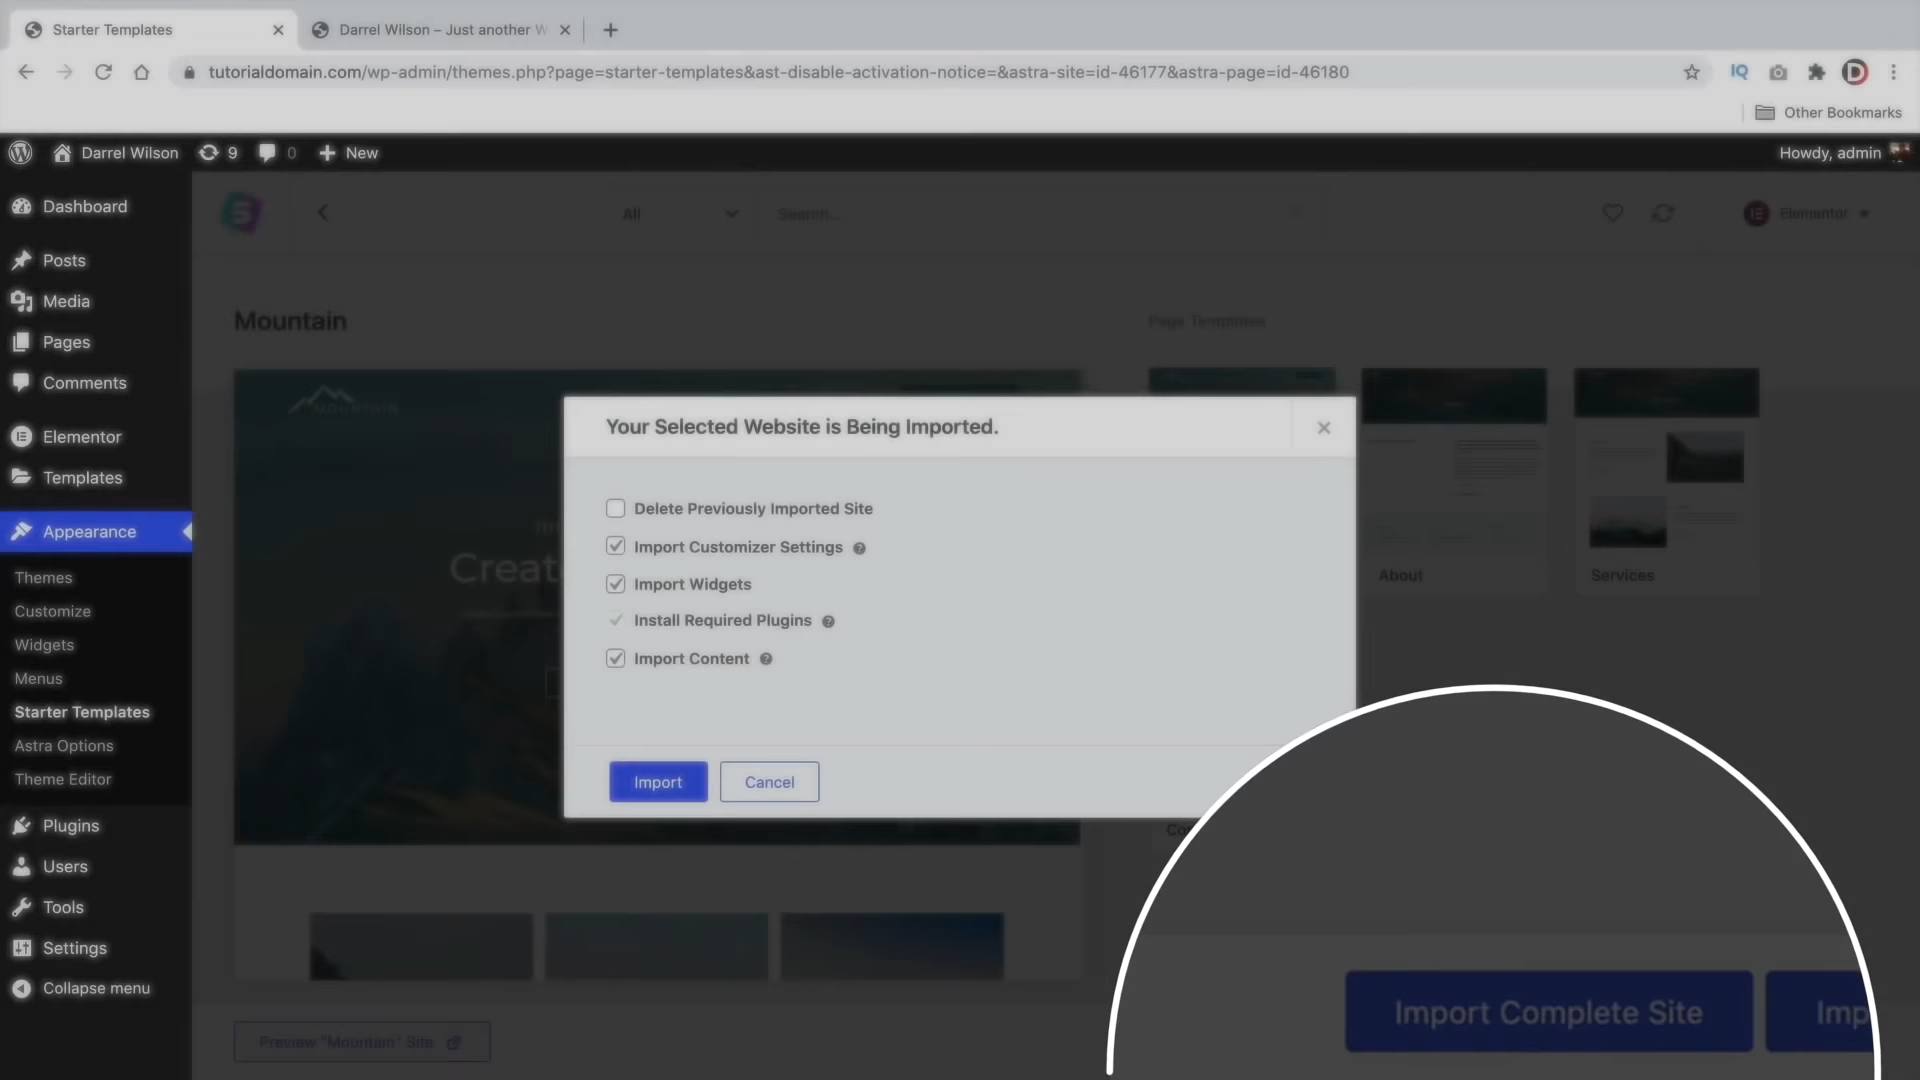 Starter Templates
Darrel Wilson – Just another W
tutorialdomain.com/wp-admin/themes.php?page=starter-templates&ast-disable-activation-notice=&astra-site=id-46177&astra-page=id-46180
IQ
Other Bookmarks
Darrel Wilson 9 0 New
Howdy, admin
Dashboard
Posts
Media
Pages
Comments
Elementor
Templates
Appearance
Themes
Customize
Widgets
Menus
Starter Templates
Astra Options
Theme Editor
Plugins
Users
Tools
Settings
Collapse menu
All
Search...
Elementor
Mountain
Page Templates
MOUNTAIN
Create
About
Services
Your Selected Website is Being Imported.
Delete Previously Imported Site
Import Customizer Settings
Import Widgets
Install Required Plugins
Import Content
Import
Cancel
Preview "Mountain" Site
Import Complete Site
Imp